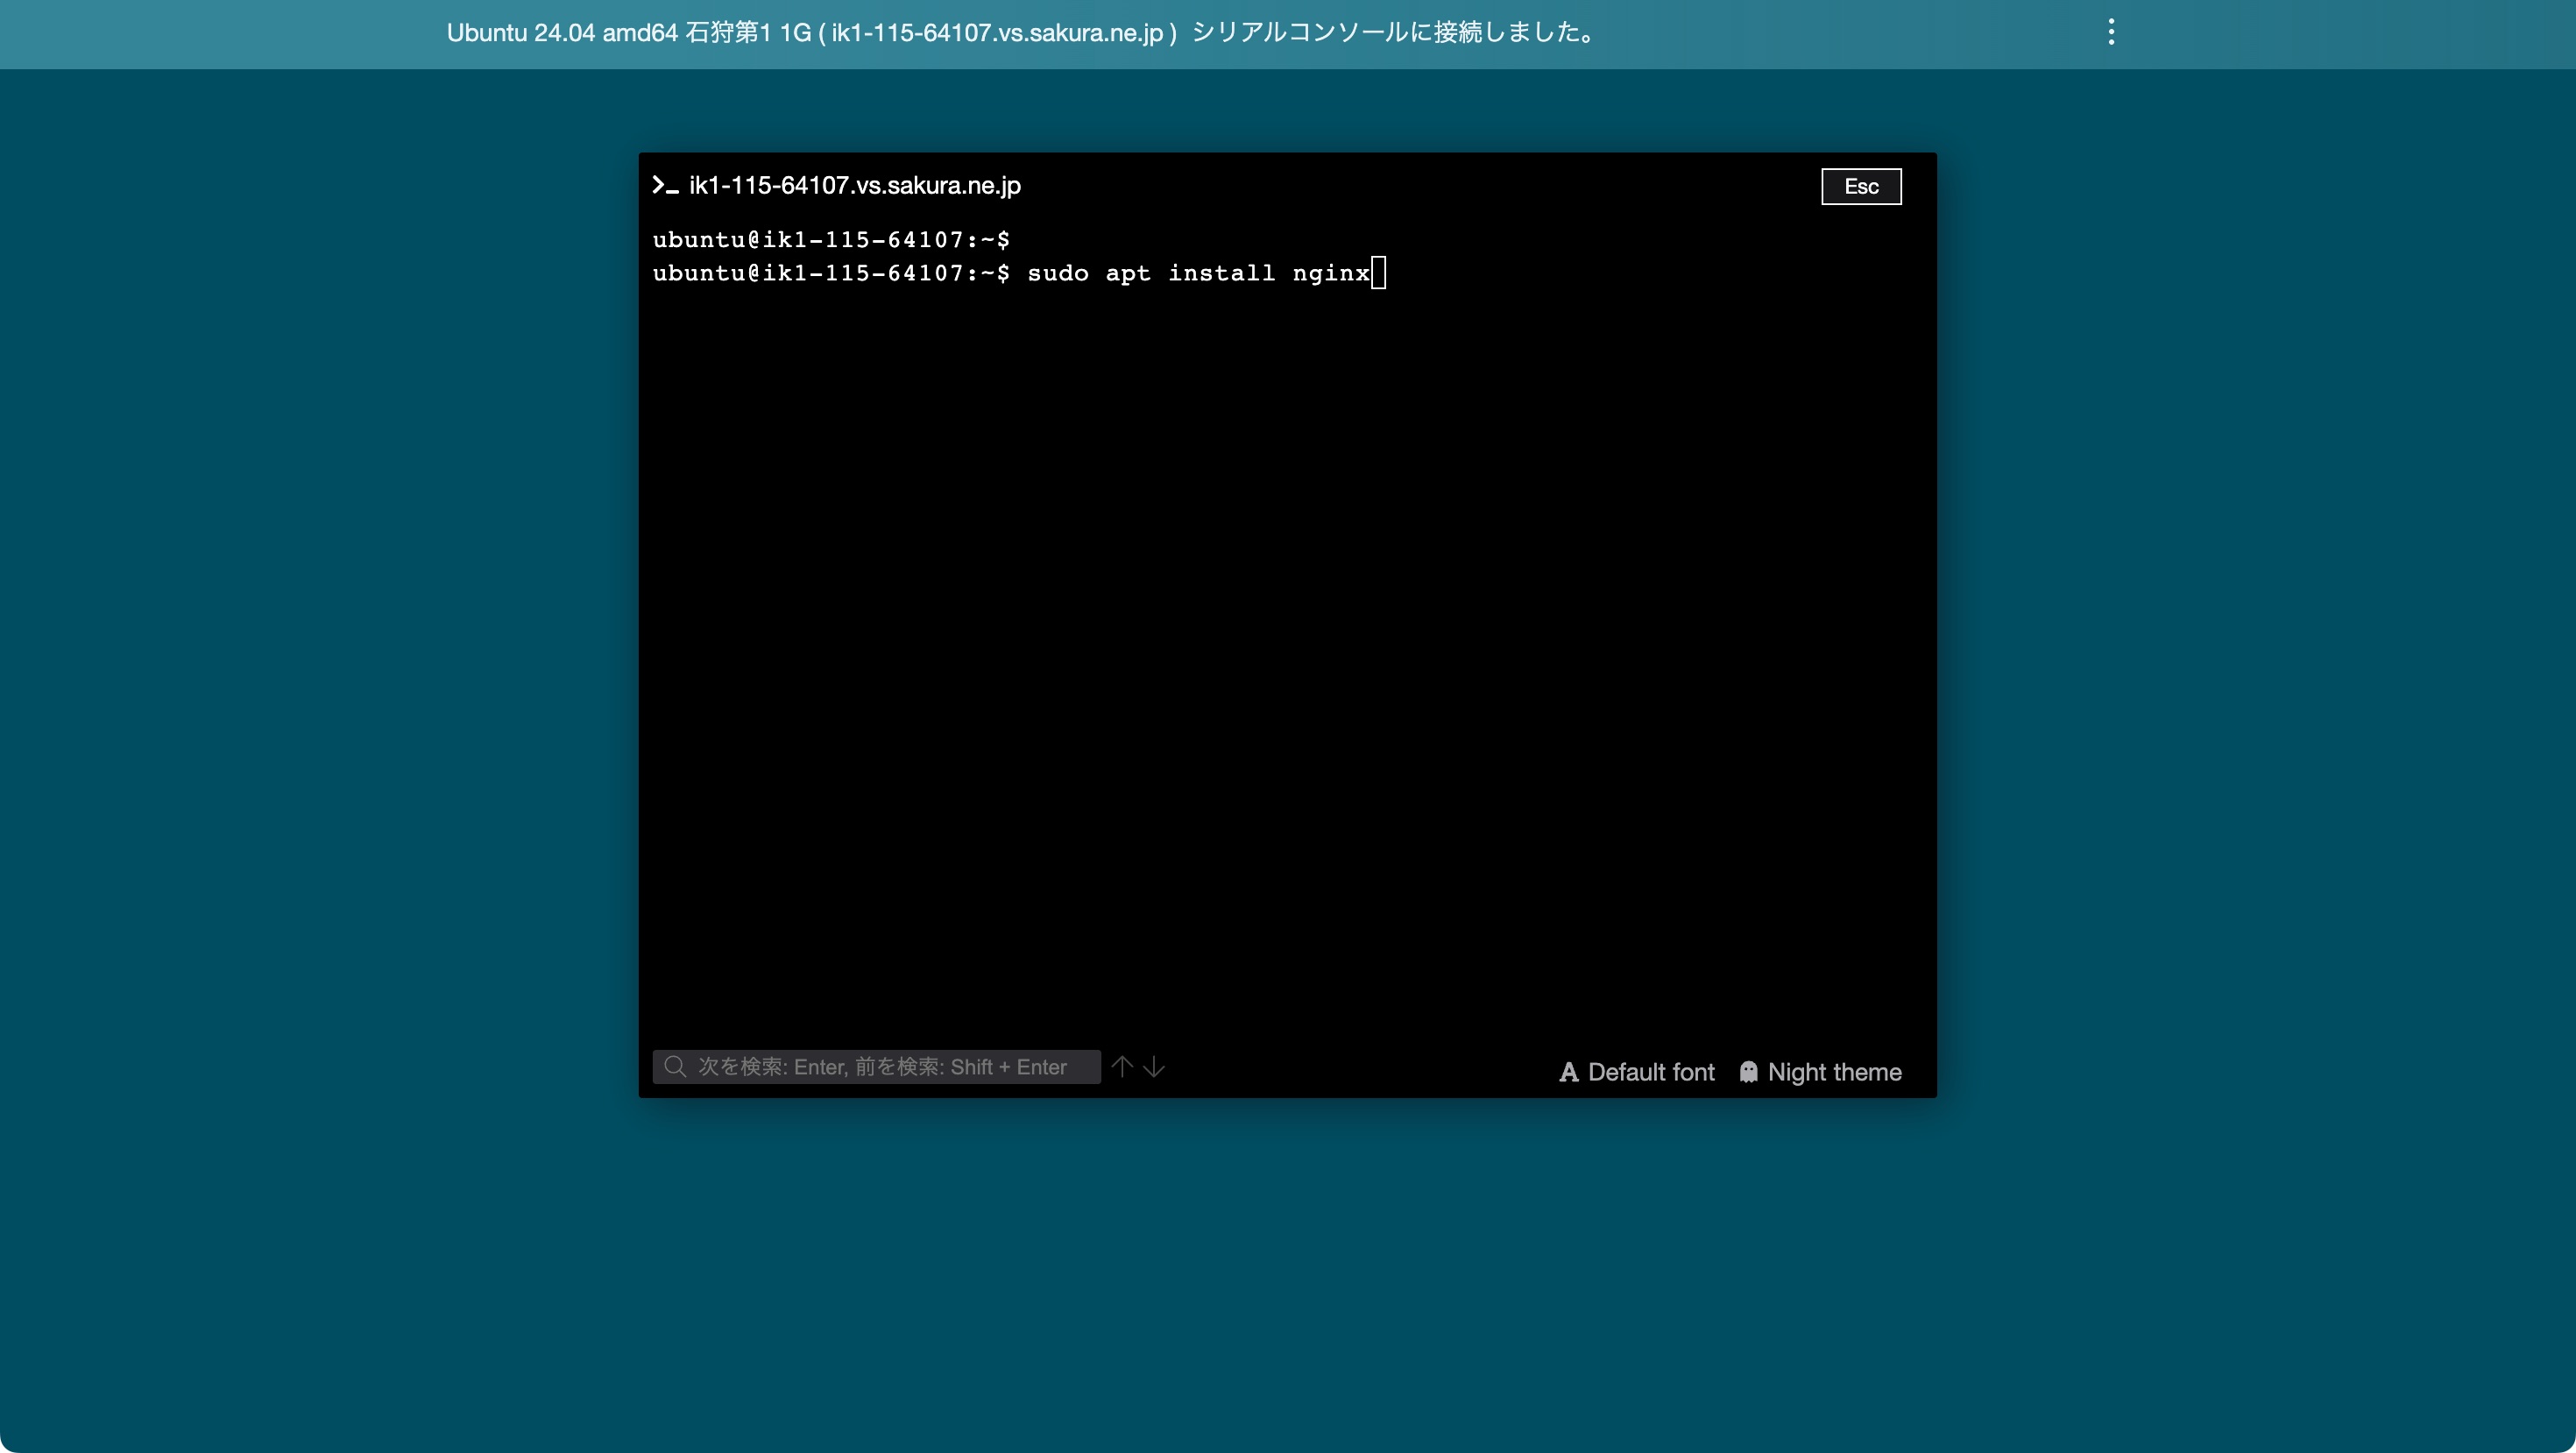 Ubuntu 24.04 amd64 石狩第1 1G ( ik1-115-64107.vs.sakura.ne.jp ) シリアルコンソールに接続しました。
ik1-115-64107.vs.sakura.ne.jp
Esc
ubuntu@ik1-115-64107:~$
ubuntu@ik1-115-64107:~$ sudo apt install nginx
次を検索: Enter, 前を検索: Shift + Enter
Default font
Night theme